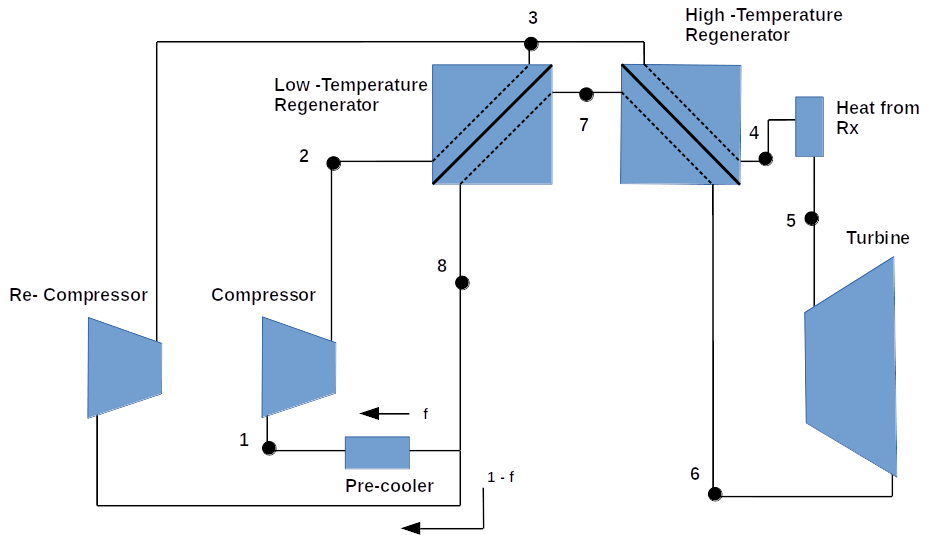 3
High -Temperature
Regenerator
Low -Temperature
Regenerator
Heat from
Rx
7
4
2
5
Turbine
8
Re- Compressor
Compressor
f
1
Pre-cooler
6
1 - f